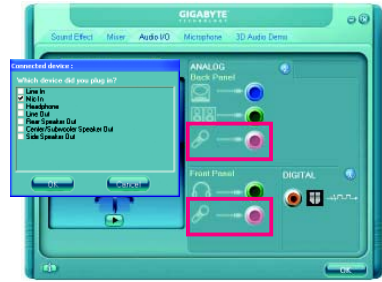 GIGABYTE
TECHNOLOGY
Sound Effect Mixer Audio I/O Microphone 3D Audio Demo
Connected device :
Which device did you plug in?
Line In
Mic In
Headphone
Line Out
Rear Speaker Out
Center/Subwoofer Speaker Out
Side Speaker Out
OK Cancel
ANALOG
Back Panel
Front Panel
DIGITAL
OK